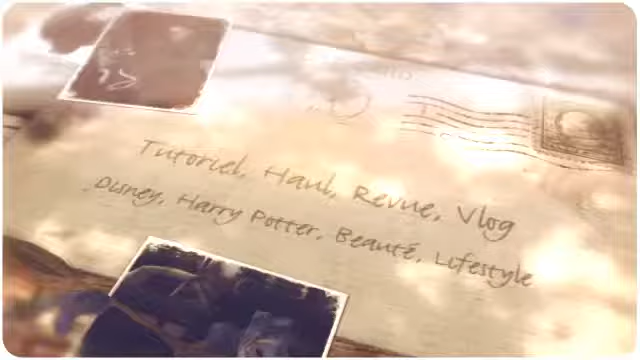 Tutoriel, Haul, Revue, Vlog
Disney, Harry Potter, Beauté, Lifestyle